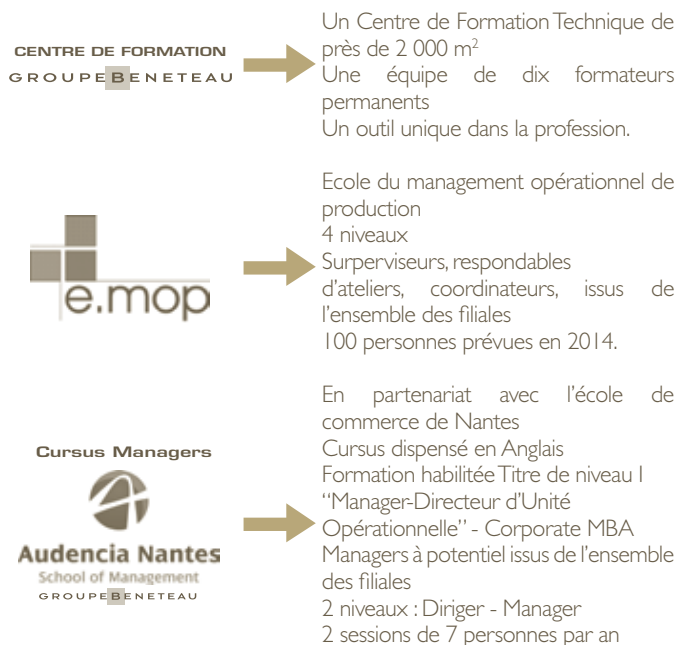 CENTRE DE FORMATION
GROUPE BENETEAU
Un Centre de Formation Technique de
près de 2 000 m²
Une équipe de dix formateurs
permanents
Un outil unique dans la profession.
e.mop
Ecole du management opérationnel de
production
4 niveaux
Surperviseurs, respondables
d'ateliers, coordinateurs, issus de
l'ensemble des filiales
100 personnes prévues en 2014.
Cursus Managers
Audencia Nantes
School of Management
GROUPE BENETEAU
En partenariat avec l'école de
commerce de Nantes
Cursus dispensé en Anglais
Formation habilitée Titre de niveau I
“Manager-Directeur d'Unité
Opérationnelle” - Corporate MBA
Managers à potentiel issus de l'ensemble
des filiales
2 niveaux : Diriger - Manager
2 sessions de 7 personnes par an